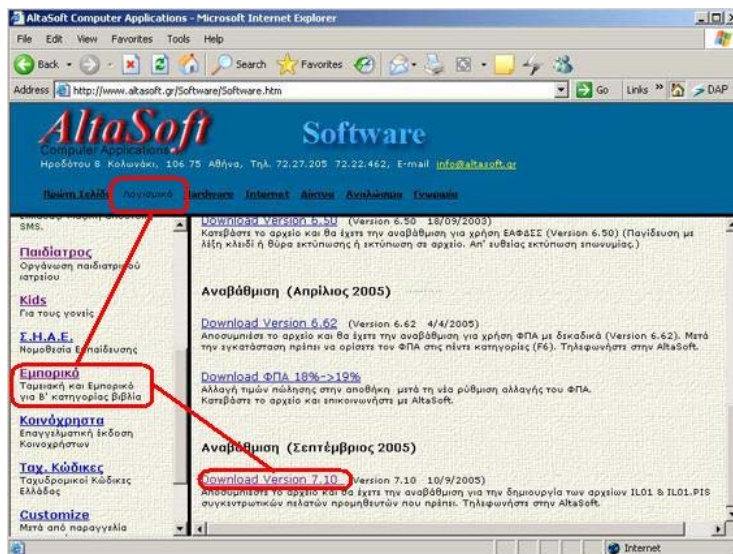 AltaSoft Computer Applications - Microsoft Internet Explorer
File Edit View Favorites Tools Help
Back Search Favorites
Address http://www.altasoft.gr/Software/Software.htm Go Links » DAP
AltaSoft
Computer Applications
Software
Ηροδότου 8 Κολωνάκι, 106 75 Αθήνα, Τηλ. 72.27.205 72.22.462, E-mail info@altasoft.gr
Πρώτη Σελίδα Λογισμικό Hardware Internet Δίκτυα Αναλώσιμα Ευκαιρία
SMS.
Παιδίατρος
Οργάνωση παιδιατρικού
ιατρείου
Kids
Για τους γονείς
Σ.Η.Α.Ε.
Νομοθεσία Εκπαίδευσης
Εμπορικό
Ταμειακή και Εμπορικό
για Β' κατηγορίας βιβλία
Κοινόχρηστα
Επαγγελματική έκδοση
Κοινοχρήστων
Ταχ. Κώδικες
Ταχυδρομικοί Κώδικες
Ελλάδος
Customize
Μετά από παραγγελία
Download Version 6.50 (Version 6.50 18/09/2003)
Κατεβάστε το αρχείο και θα έχετε την αναβάθμιση για χρήση ΕΑΦΔΣΣ (Version 6.50) (Παγίδευση με
λέξη κλειδί ή θύρα εκτύπωσης ή εκτύπωση σε αρχείο. Απ' ευθείας εκτύπωση επωνυμίας.)
Αναβάθμιση (Απρίλιος 2005)
Download Version 6.62 (Version 6.62 4/4/2005)
Αποσυμπιέστε το αρχείο και θα έχετε την αναβάθμιση για χρήση ΦΠΑ με δεκαδικά (Version 6.62). Μετά
την εγκατάσταση πρέπει να ορίσετε τον ΦΠΑ στις πέντε κατηγορίες (F6). Τηλεφωνήστε στην AltaSoft.
Download ΦΠΑ 18%->19%
Αλλαγή τιμών πώλησης στην αποθήκη μετά τη νέα ρύθμιση αλλαγής του ΦΠΑ.
Κατεβάστε το αρχείο και επικοινωνήστε με AltaSoft.
Αναβάθμιση (Σεπτέμβριος 2005)
Download Version 7.10 (Version 7.10 10/9/2005)
Αποσυμπιέστε το αρχείο και θα έχετε την αναβάθμιση για την δημιουργία των αρχείων IL01 & IL01.PIS
συγκεντρωτικών πελατών προμηθευτών που πρέπει. Τηλεφωνήστε στην AltaSoft.
Internet